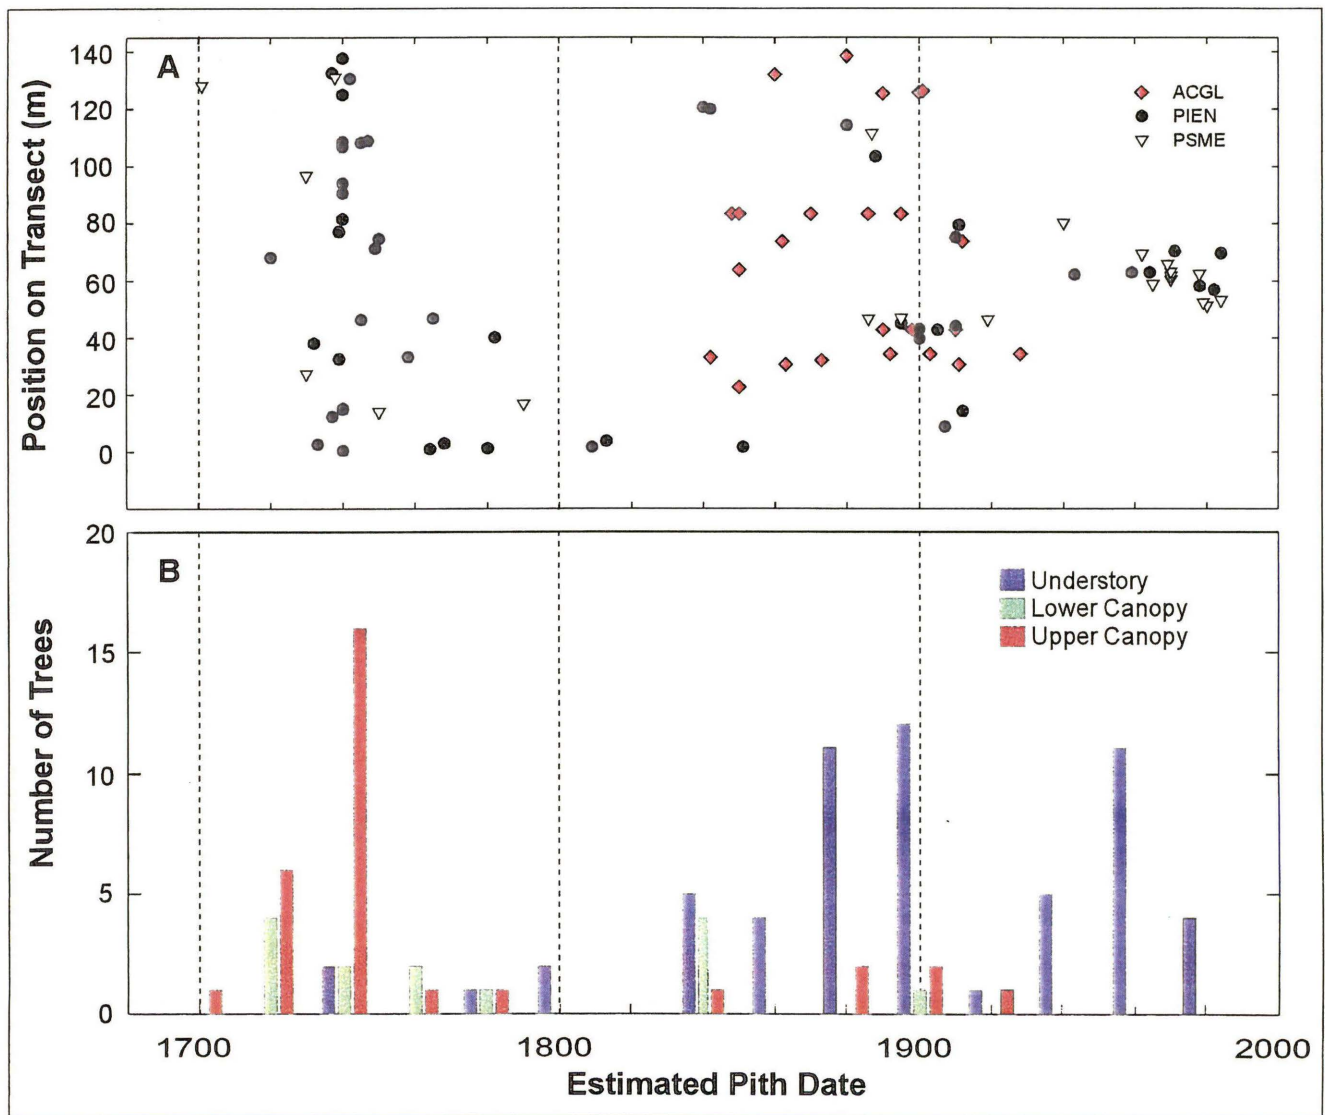 A
Position on Transect (m)
140
120
100
80
60
40
20
0
ACGL
PIEN
PSME
B
Number of Trees
20
15
10
5
0
Understory
Lower Canopy
Upper Canopy
1700 1800 1900 2000
Estimated Pith Date